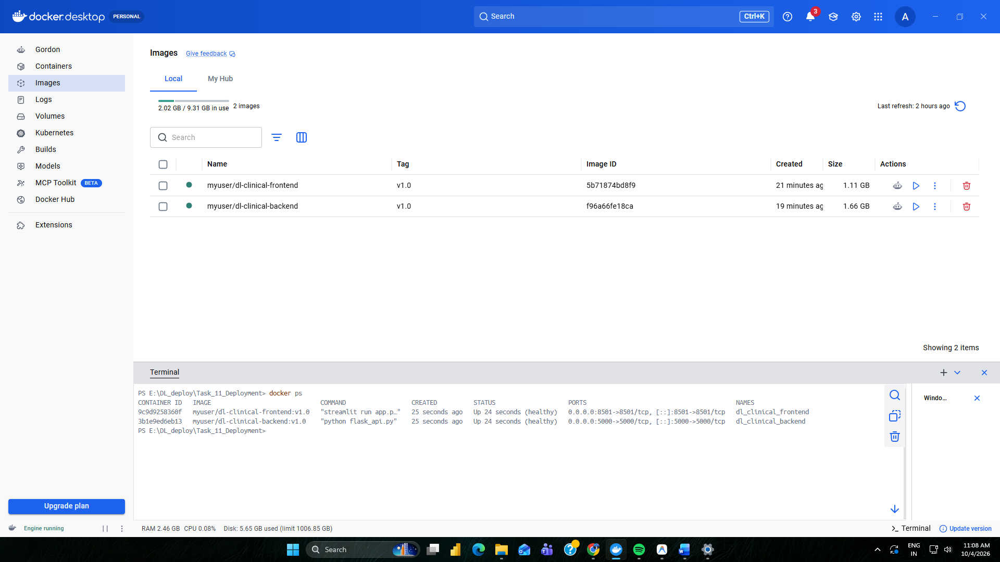 docker desktop PERSONAL
Search Ctrl+K
3
A
Gordon
Containers
Images
Logs
Volumes
Kubernetes
Builds
Models
MCP Toolkit BETA
Docker Hub
Extensions
Upgrade plan
Images Give feedback
Local My Hub
2.02 GB / 9.31 GB in use 2 images
Last refresh: 2 hours ago
Search
Name Tag Image ID Created Size Actions
myuser/dl-clinical-frontend v1.0 5b71874bd8f9 21 minutes ag 1.11 GB
myuser/dl-clinical-backend v1.0 f96a66fe18ca 19 minutes ag 1.66 GB
Showing 2 items
Terminal
PS E:\DL_deploy\Task_11_Deployment> docker ps
CONTAINER ID IMAGE COMMAND CREATED STATUS PORTS NAMES
9c9d9258360f myuser/dl-clinical-frontend:v1.0 "streamlit run app.p…" 25 seconds ago Up 24 seconds (healthy) 0.0.0.0:8501->8501/tcp, [::]:8501->8501/tcp dl_clinical_frontend
3b1e9ed6eb13 myuser/dl-clinical-backend:v1.0 "python flask_api.py" 25 seconds ago Up 24 seconds (healthy) 0.0.0.0:5000->5000/tcp, [::]:5000->5000/tcp dl_clinical_backend
PS E:\DL_deploy\Task_11_Deployment>
Windo...
Engine running
RAM 2.46 GB CPU 0.08% Disk: 5.65 GB used (limit 1006.85 GB)
Terminal Update version
Search
ENG
IN
11:08 AM
10/4/2026